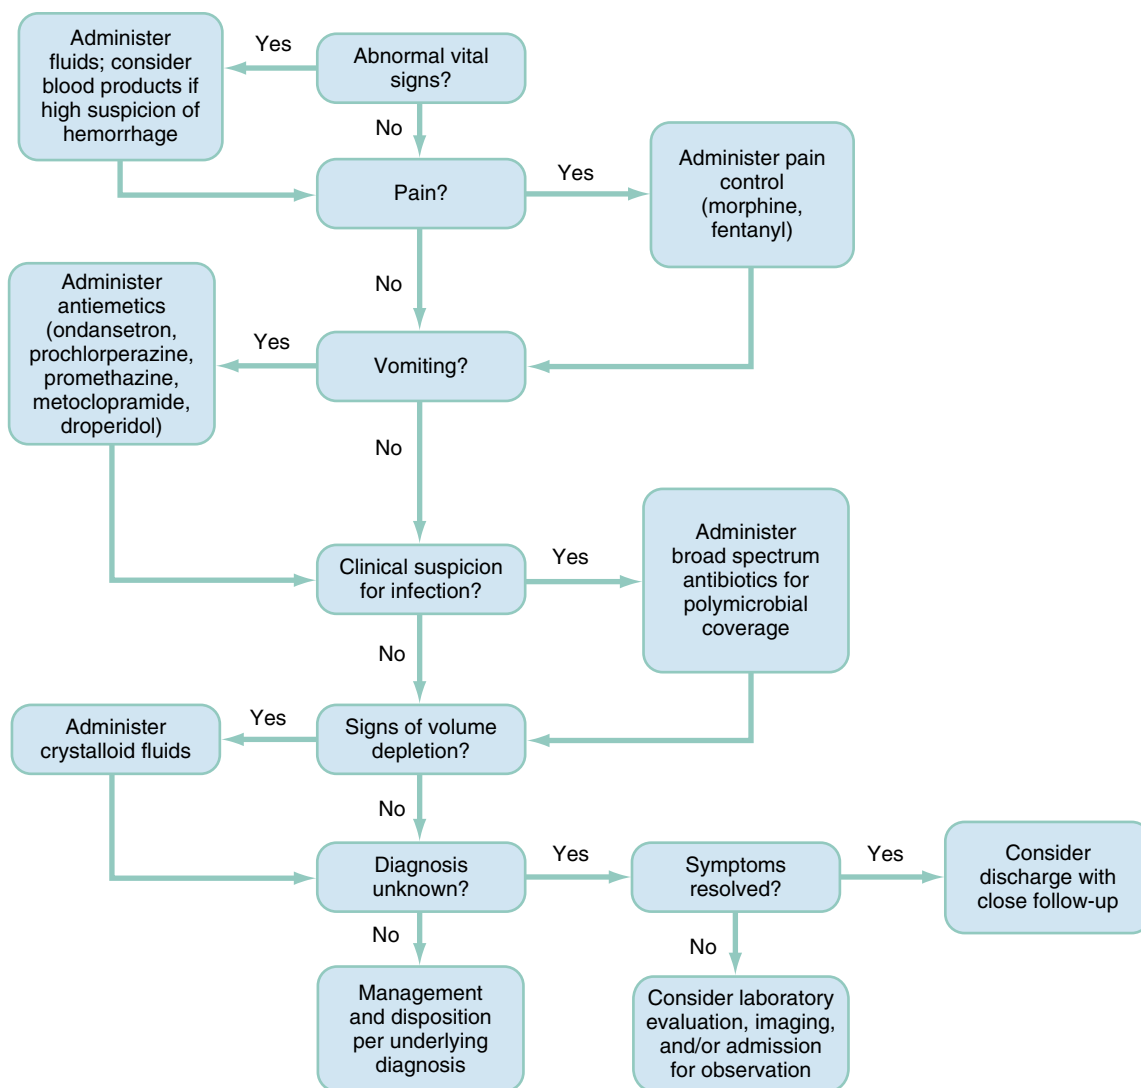 Administer
fluids; consider
blood products if
high suspicion of
hemorrhage
Yes
Abnormal vital
signs?
No
Pain?
Yes
Administer pain
control
(morphine,
fentanyl)
No
Administer
antiemetics
(ondansetron,
prochlorperazine,
promethazine,
metoclopramide,
droperidol)
Yes
Vomiting?
No
Clinical suspicion
for infection?
Yes
Administer
broad spectrum
antibiotics for
polymicrobial
coverage
No
Administer
crystalloid fluids
Yes
Signs of volume
depletion?
No
Diagnosis
unknown?
Yes
Symptoms
resolved?
Yes
Consider
discharge with
close follow-up
No
No
Management
and disposition
per underlying
diagnosis
Consider laboratory
evaluation, imaging,
and/or admission
for observation